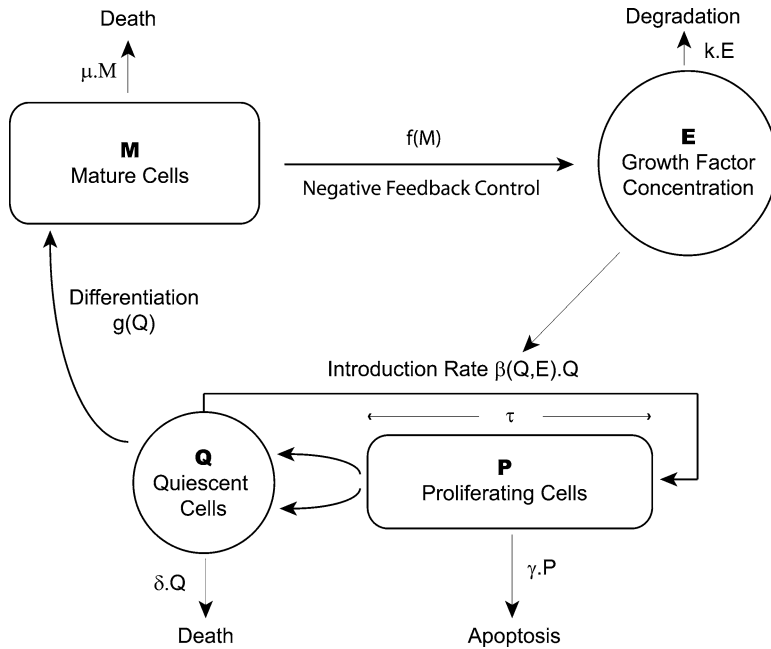 Death
μ.M
M
Mature Cells
f(M)
Negative Feedback Control
Degradation
k.E
E
Growth Factor
Concentration
Differentiation
g(Q)
Introduction Rate β(Q,E).Q
τ
Q
Quiescent
Cells
P
Proliferating Cells
δ.Q
Death
γ.P
Apoptosis